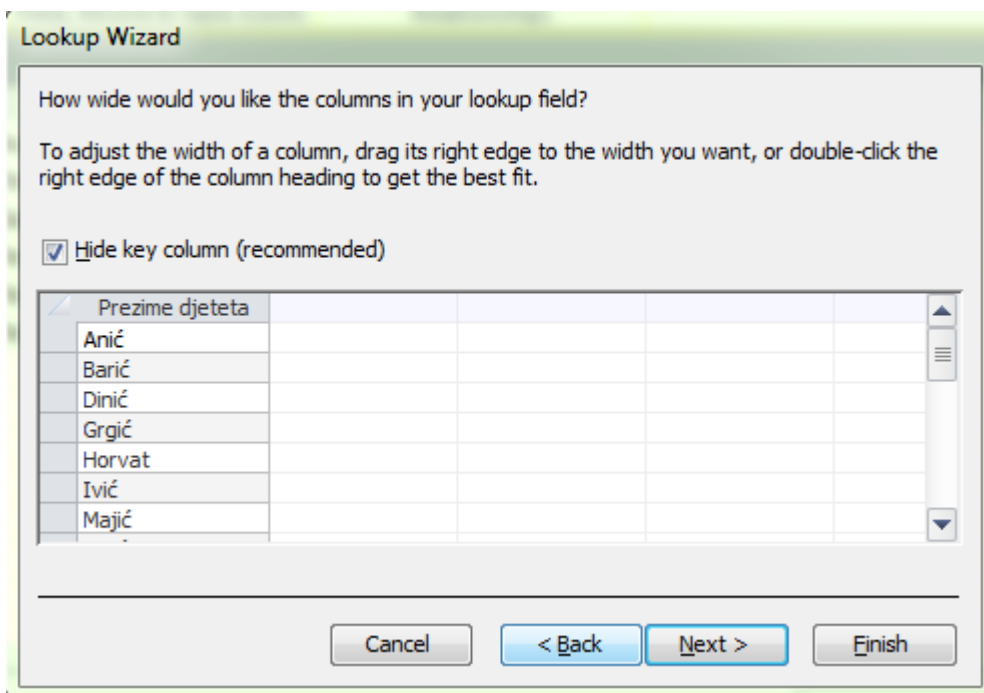 Lookup Wizard
How wide would you like the columns in your lookup field?
To adjust the width of a column, drag its right edge to the width you want, or double-click the
right edge of the column heading to get the best fit.
Hide key column (recommended)
Prezime djeteta
Anić
Barić
Dinić
Grgić
Horvat
Ivić
Majić
Cancel < Back Next > Finish